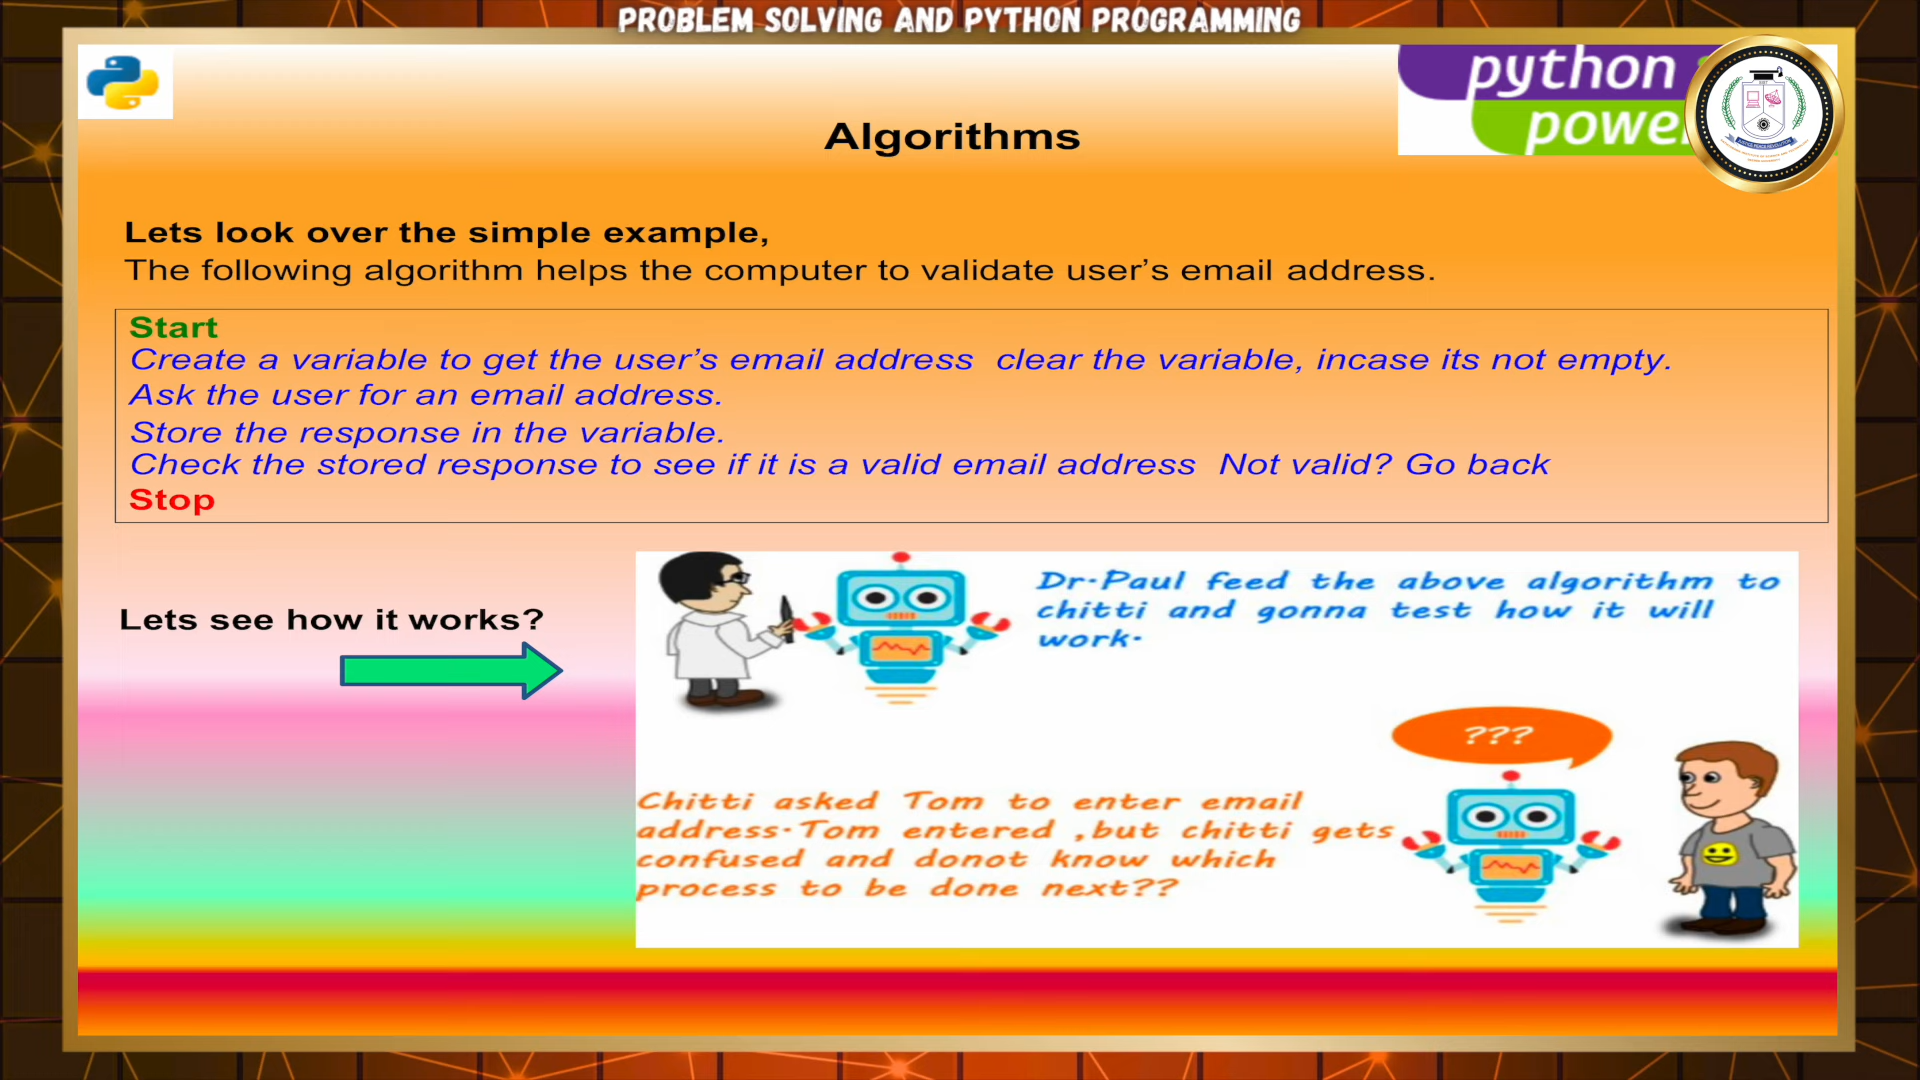 PROBLEM SOLVING AND PYTHON PROGRAMMING
python
powe
Algorithms
Lets look over the simple example,
The following algorithm helps the computer to validate user’s email address.
Start
Create a variable to get the user’s email address  clear the variable, incase its not empty.
Ask the user for an email address.
Store the response in the variable.
Check the stored response to see if it is a valid email address  Not valid? Go back
Stop
Lets see how it works?
Dr.Paul feed the above algorithm to
chitti and gonna test how it will
work.
???
Chitti asked Tom to enter email
address.Tom entered ,but chitti gets
confused and donot know which
process to be done next??